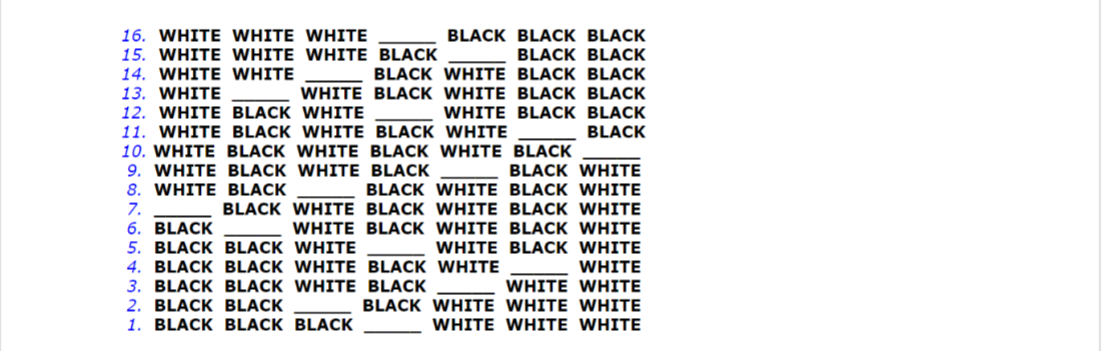 16. WHITE WHITE WHITE ______ BLACK BLACK BLACK
15. WHITE WHITE WHITE BLACK ______ BLACK BLACK
14. WHITE WHITE ______ BLACK WHITE BLACK BLACK
13. WHITE ______ WHITE BLACK WHITE BLACK BLACK
12. WHITE BLACK WHITE ______ WHITE BLACK BLACK
11. WHITE BLACK WHITE BLACK WHITE ______ BLACK
10. WHITE BLACK WHITE BLACK WHITE BLACK ______
9. WHITE BLACK WHITE BLACK ______ BLACK WHITE
8. WHITE BLACK ______ BLACK WHITE BLACK WHITE
7. ______ BLACK WHITE BLACK WHITE BLACK WHITE
6. BLACK ______ WHITE BLACK WHITE BLACK WHITE
5. BLACK BLACK WHITE ______ WHITE BLACK WHITE
4. BLACK BLACK WHITE BLACK WHITE ______ WHITE
3. BLACK BLACK WHITE BLACK ______ WHITE WHITE
2. BLACK BLACK ______ BLACK WHITE WHITE WHITE
1. BLACK BLACK BLACK ______ WHITE WHITE WHITE